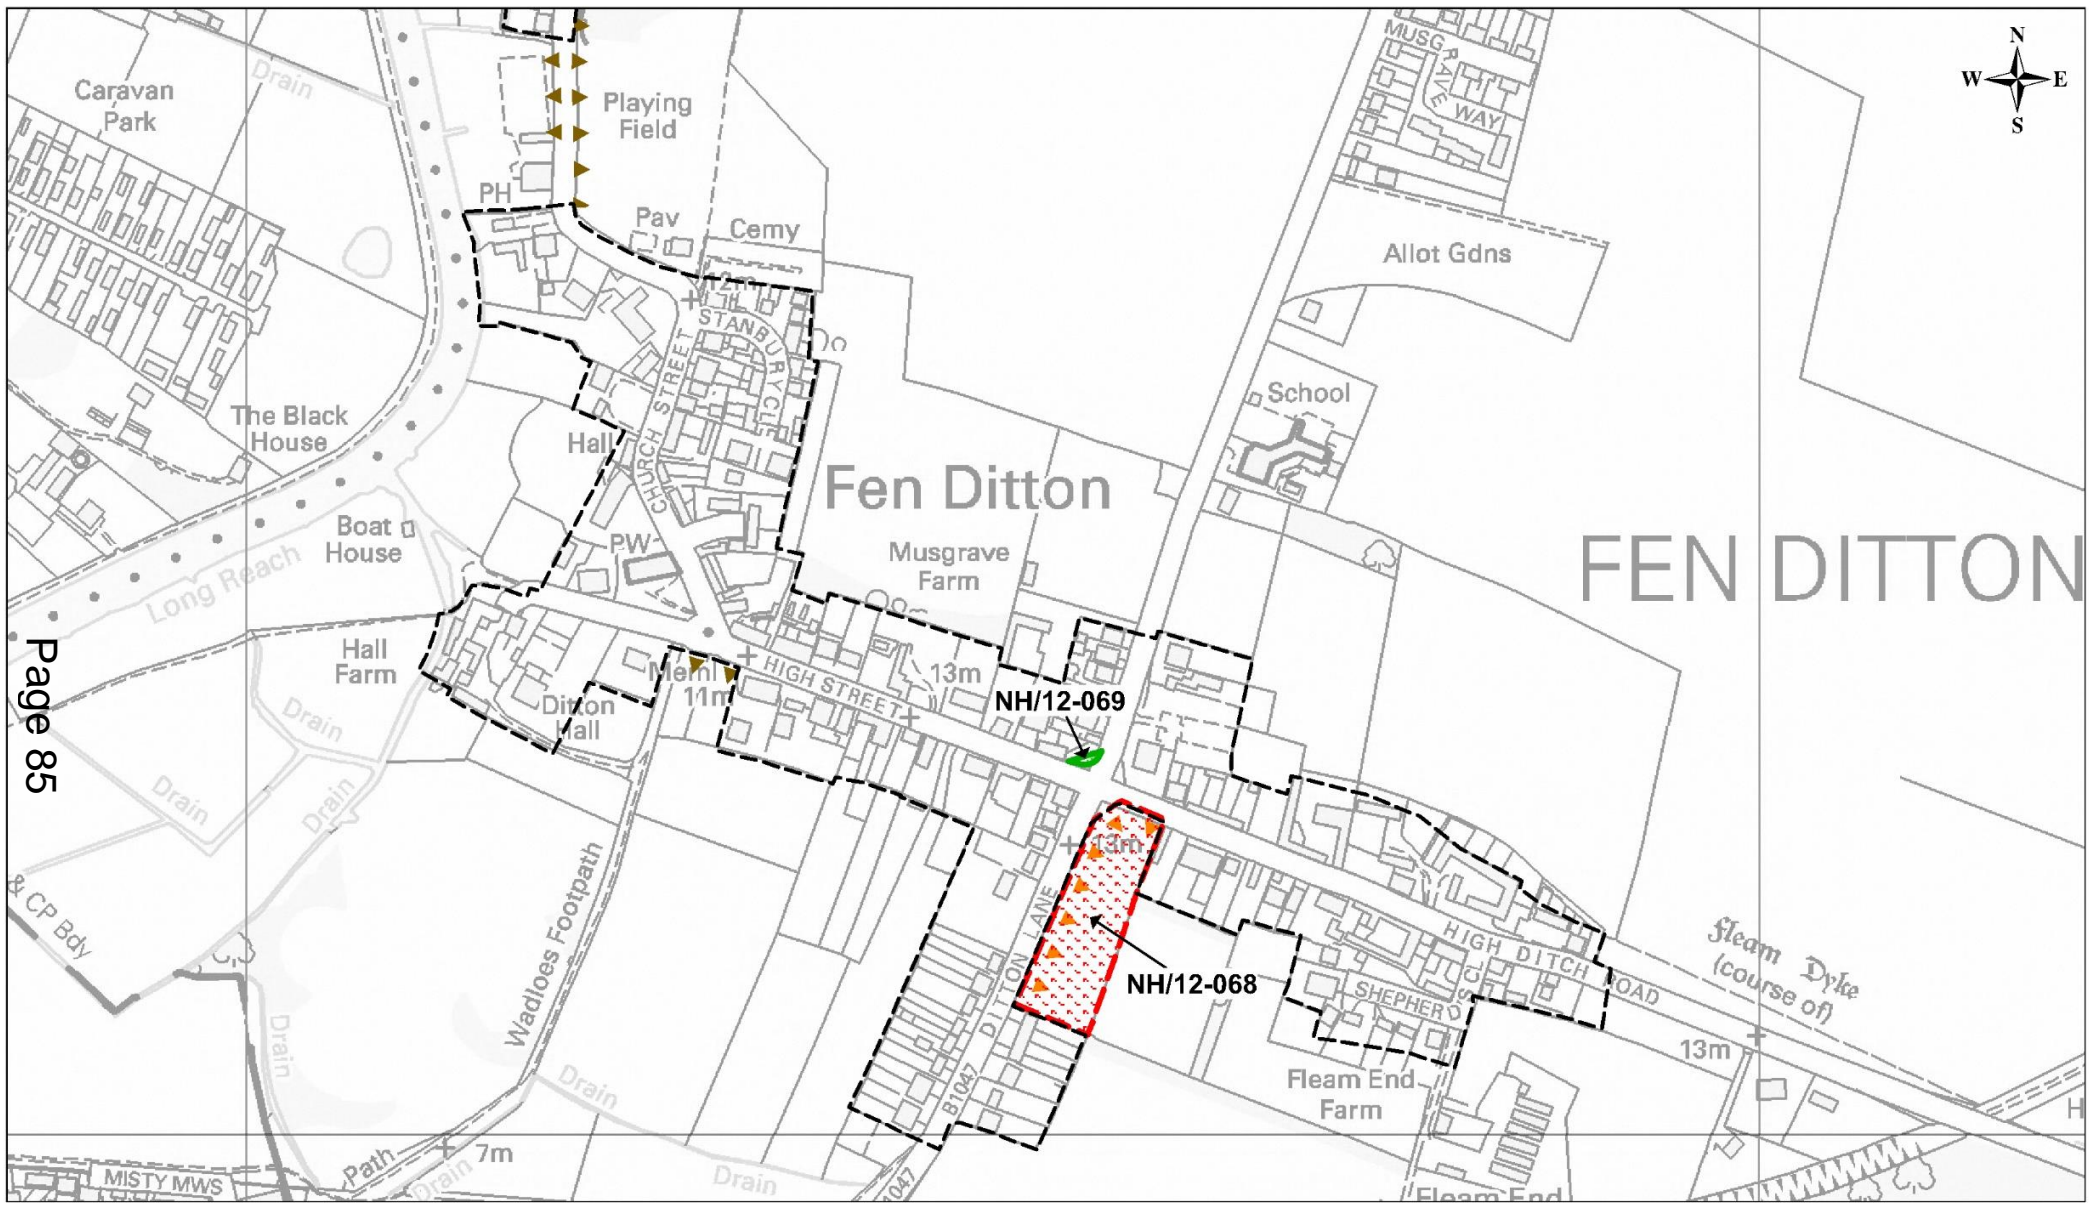 MUSGRAVE WAY
N
W E
S
Caravan
Park
Drain
Playing
Field
PH
Pav
Cemy
Allot Gdns
12m
STANBURY CL
CHURCH STREET
School
The Black
House
Hall
Fen Ditton
FEN DITTON
Boat
House
PW
Musgrave
Farm
Long Reach
Hall
Farm
Meml
11m
HIGH STREET
13m
NH/12-069
Ditton
Hall
Drain
Drain
Drain
Page 85
13m
& CP Bdy
Wadloes Footpath
DITTON LANE
NH/12-068
HIGH DITCH ROAD
SHEPHERDS CL
Fleam Dyke
(course of)
13m
B1047
Fleam End
Farm
Drain
Drain
Path
7m
Drain
Drain
MISTY MWS
1047
Fleam End
H